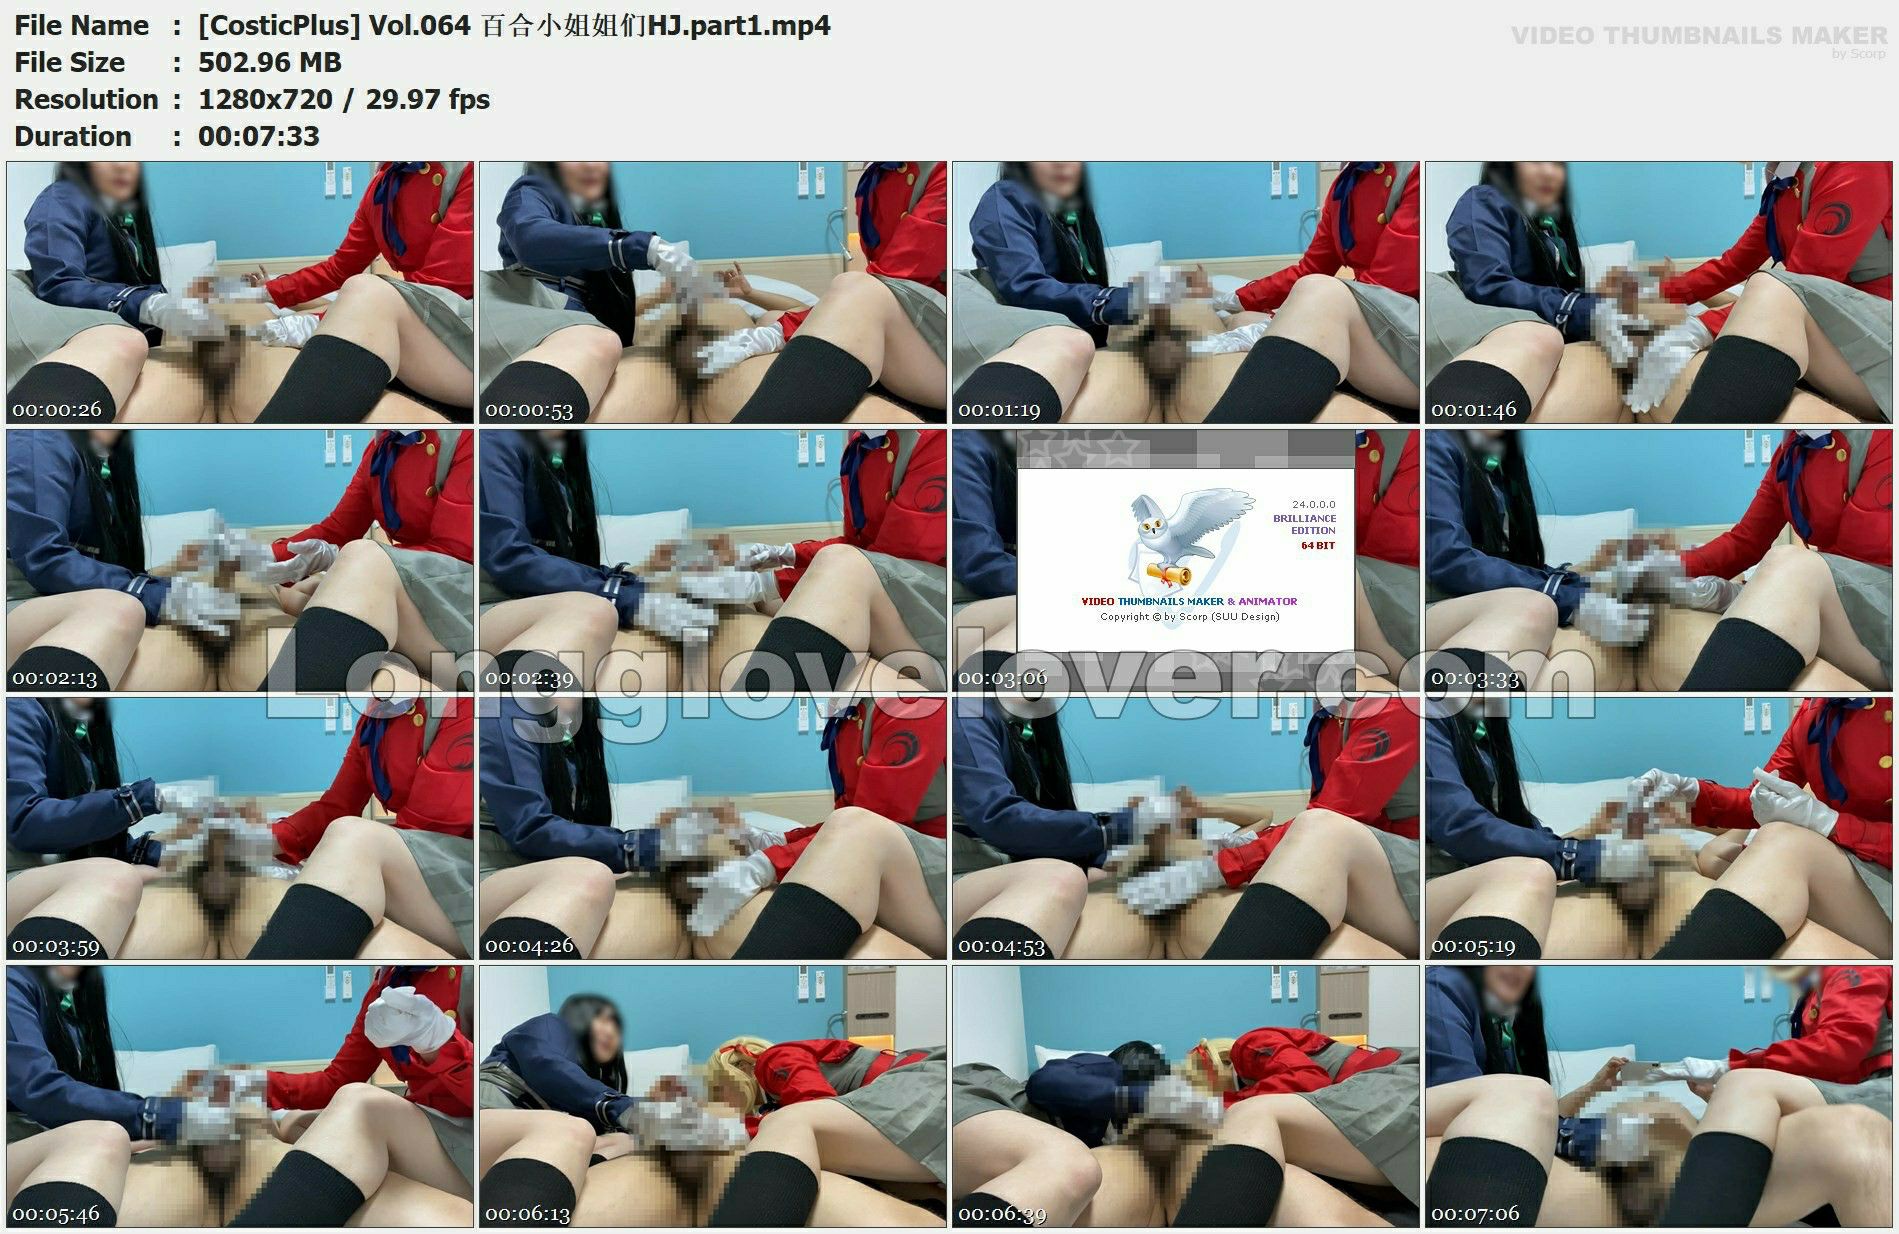 File Name : [CosticPlus] Vol.064 百合小姐姐们HJ.part1.mp4
VIDEO THUMBNAILS MAKER
by Scorp
File Size : 502.96 MB
Resolution : 1280x720 / 29.97 fps
Duration : 00:07:33
00:00:26
00:00:53
00:01:19
00:01:46
24.0.0.0
BRILLIANCE
EDITION
64 BIT
VIDEO THUMBNAILS MAKER & ANIMATOR
Copyright © by Scorp (SUU Design)
00:02:13
00:02:39
00:03:06
00:03:33
Longglovelover.com
00:03:59
00:04:26
00:04:53
00:05:19
00:05:46
00:06:13
00:06:39
00:07:06